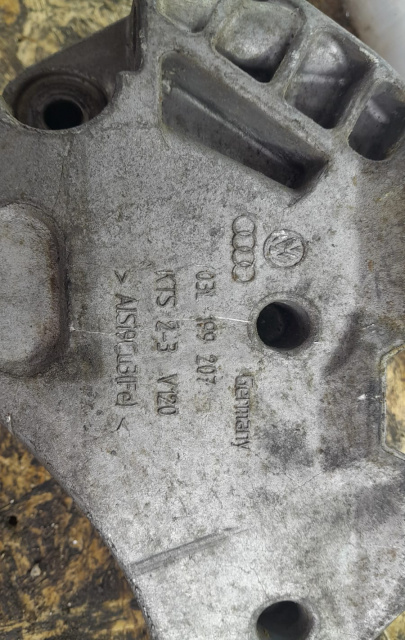 03L 199 207
KTS 2-3 V120
> AlSi9Cu3(Fe) <
Germany